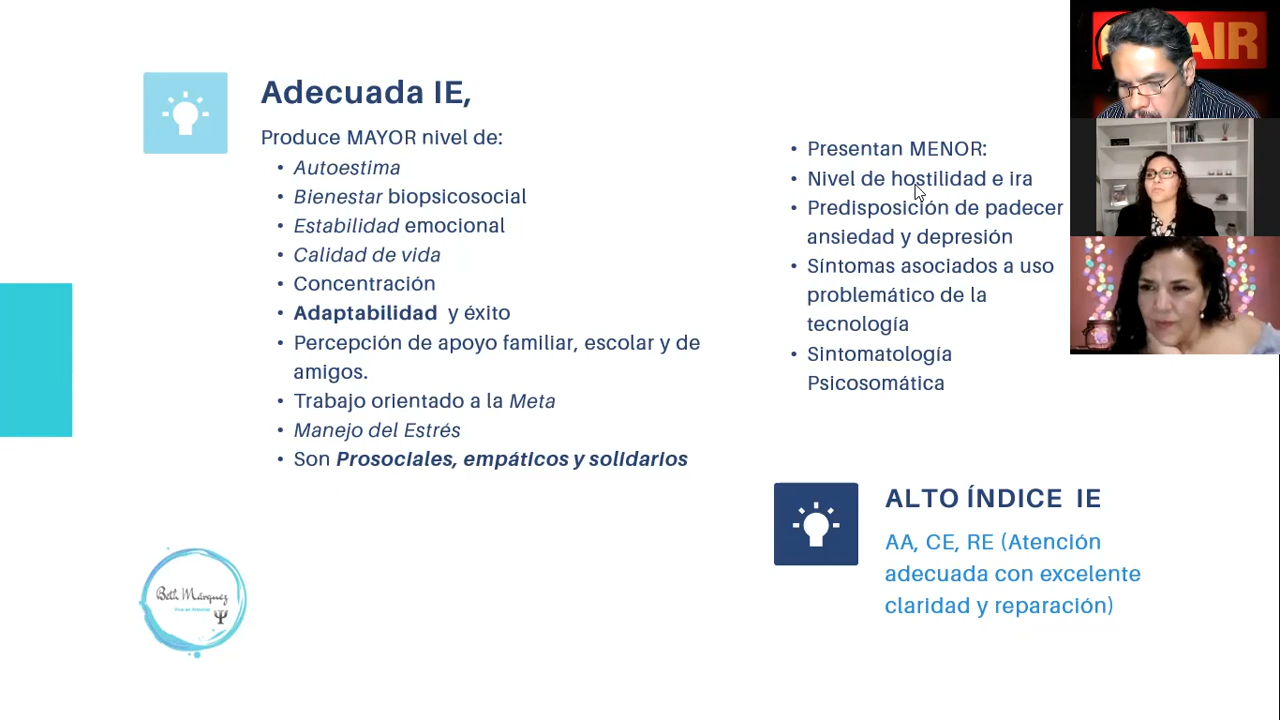 Adecuada IE,
Produce MAYOR nivel de:
• Autoestima
• Bienestar biopsicosocial
• Estabilidad emocional
• Calidad de vida
• Concentración
• Adaptabilidad y éxito
• Percepción de apoyo familiar, escolar y de
amigos.
• Trabajo orientado a la Meta
• Manejo del Estrés
• Son Prosociales, empáticos y solidarios
• Presentan MENOR:
• Nivel de hostilidad e ira
• Predisposición de padecer
ansiedad y depresión
• Síntomas asociados a uso
problemático de la
tecnología
• Sintomatología
Psicosomática
ALTO ÍNDICE IE
AA, CE, RE (Atención
adecuada con excelente
claridad y reparación)
Beth Márquez
AIR